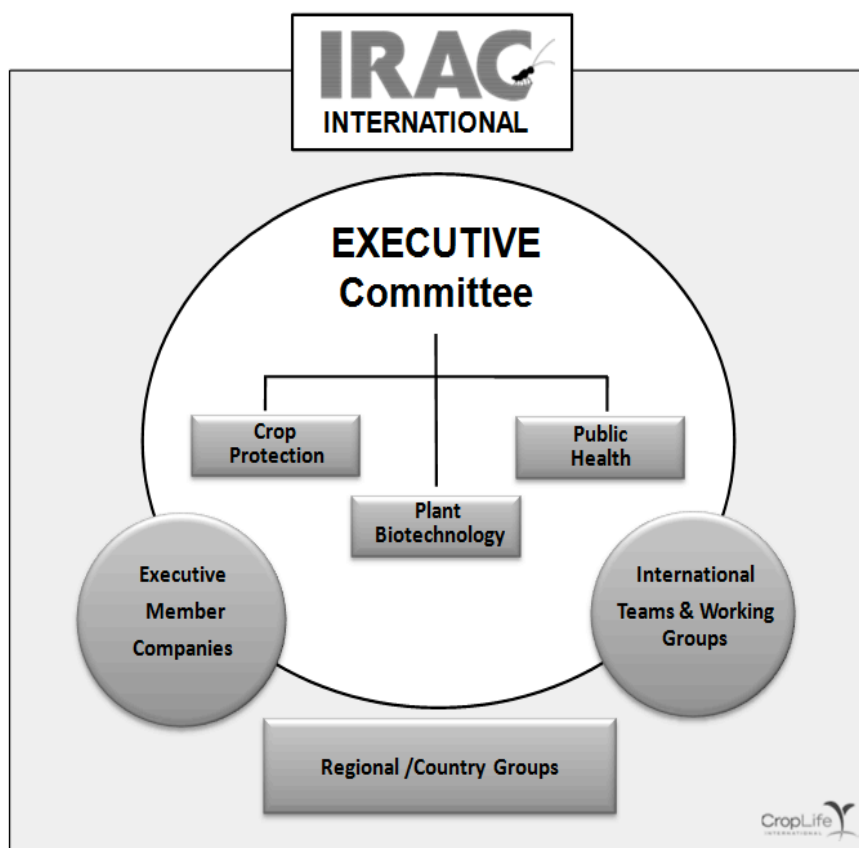 IRAC
INTERNATIONAL
EXECUTIVE
Committee
Crop
Protection
Public
Health
Plant
Biotechnology
Executive
Member
Companies
International
Teams & Working
Groups
Regional /Country Groups
CropLife
INTERNATIONAL